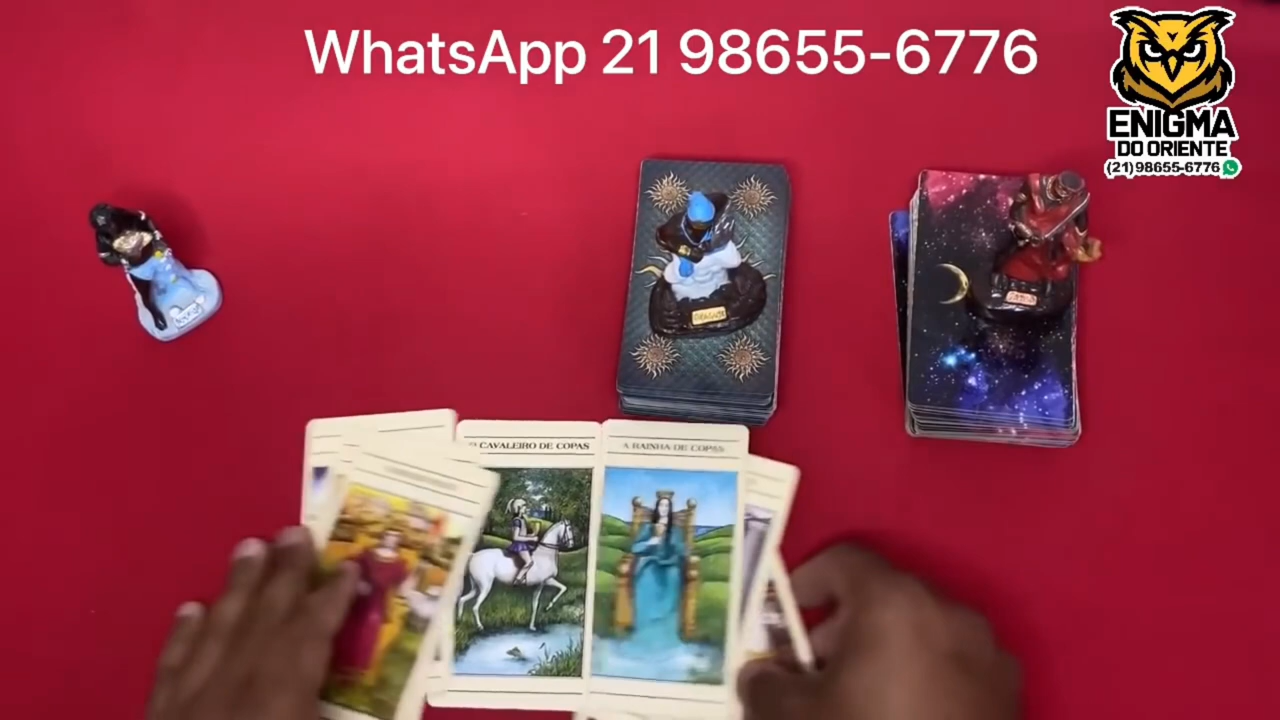 WhatsApp 21 98655-6776
ENIGMA
DO ORIENTE
(21)98655-6776
O CAVALEIRO DE COPAS
A RAINHA DE COPAS